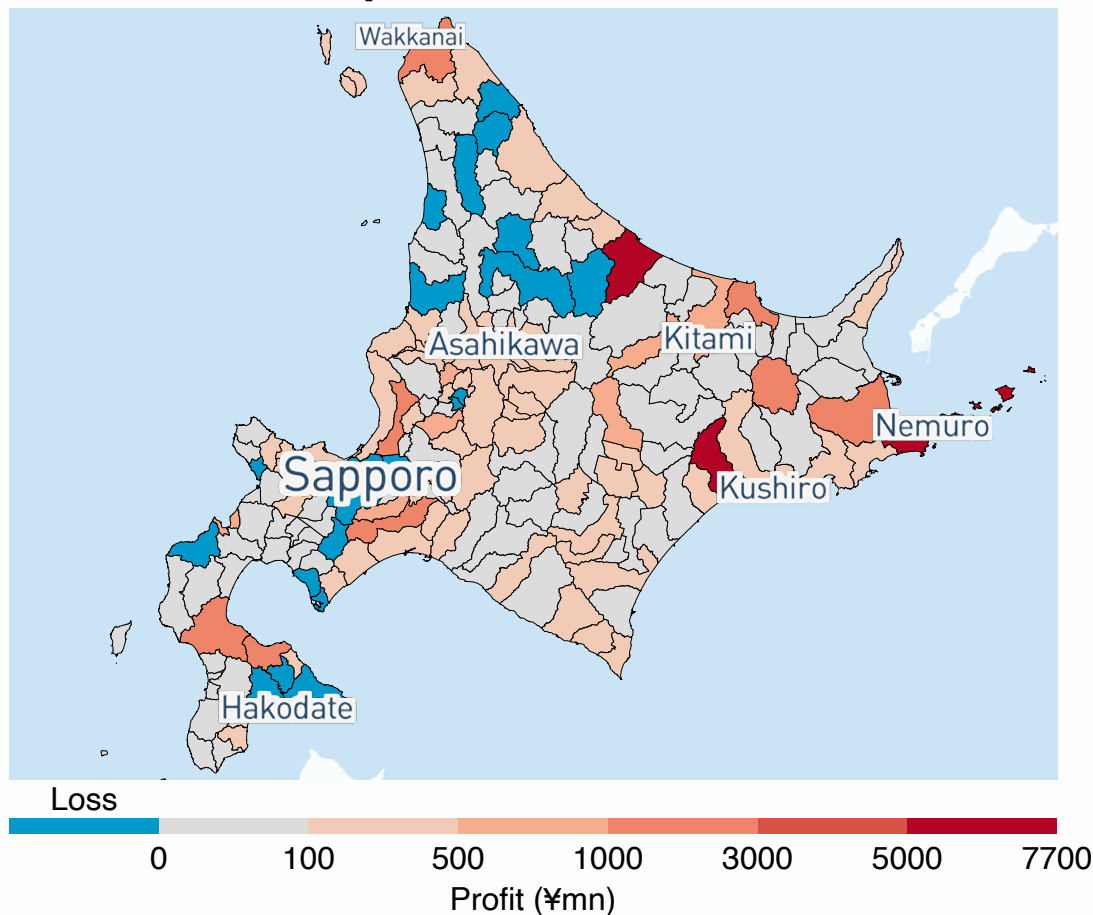 Wakkanai
Asahikawa
Kitami
Nemuro
Sapporo
Kushiro
Hakodate
Loss
0 100 500 1000 3000 5000 7700
Profit (¥mn)